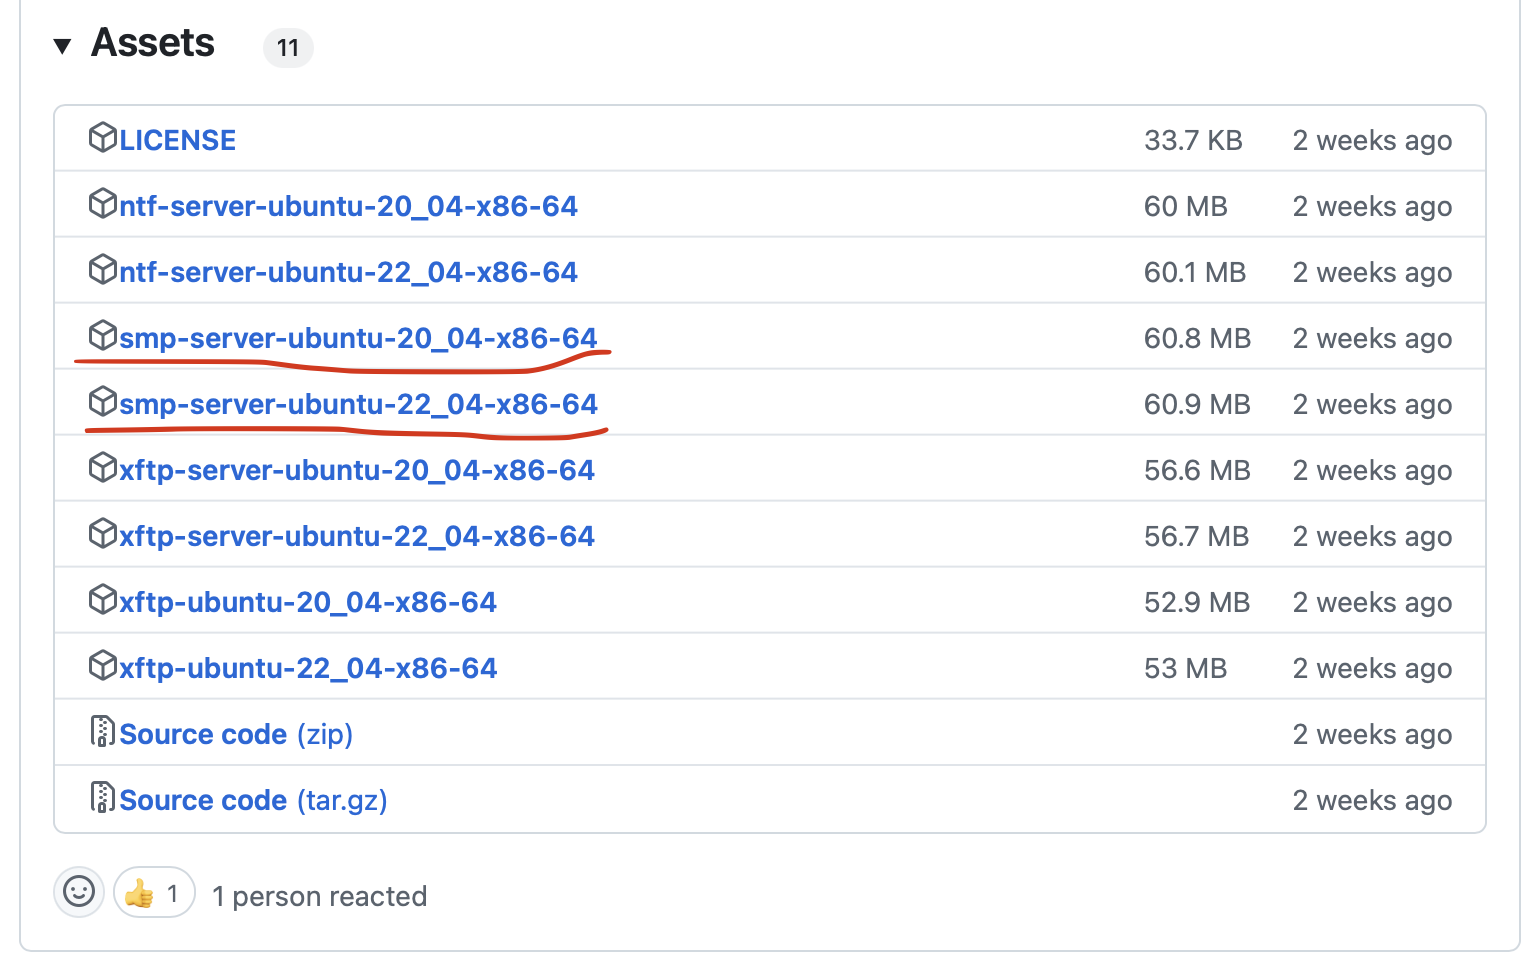 Assets 11
LICENSE 33.7 KB 2 weeks ago
ntf-server-ubuntu-20_04-x86-64 60 MB 2 weeks ago
ntf-server-ubuntu-22_04-x86-64 60.1 MB 2 weeks ago
smp-server-ubuntu-20_04-x86-64 60.8 MB 2 weeks ago
smp-server-ubuntu-22_04-x86-64 60.9 MB 2 weeks ago
xftp-server-ubuntu-20_04-x86-64 56.6 MB 2 weeks ago
xftp-server-ubuntu-22_04-x86-64 56.7 MB 2 weeks ago
xftp-ubuntu-20_04-x86-64 52.9 MB 2 weeks ago
xftp-ubuntu-22_04-x86-64 53 MB 2 weeks ago
Source code (zip) 2 weeks ago
Source code (tar.gz) 2 weeks ago
1 1 person reacted